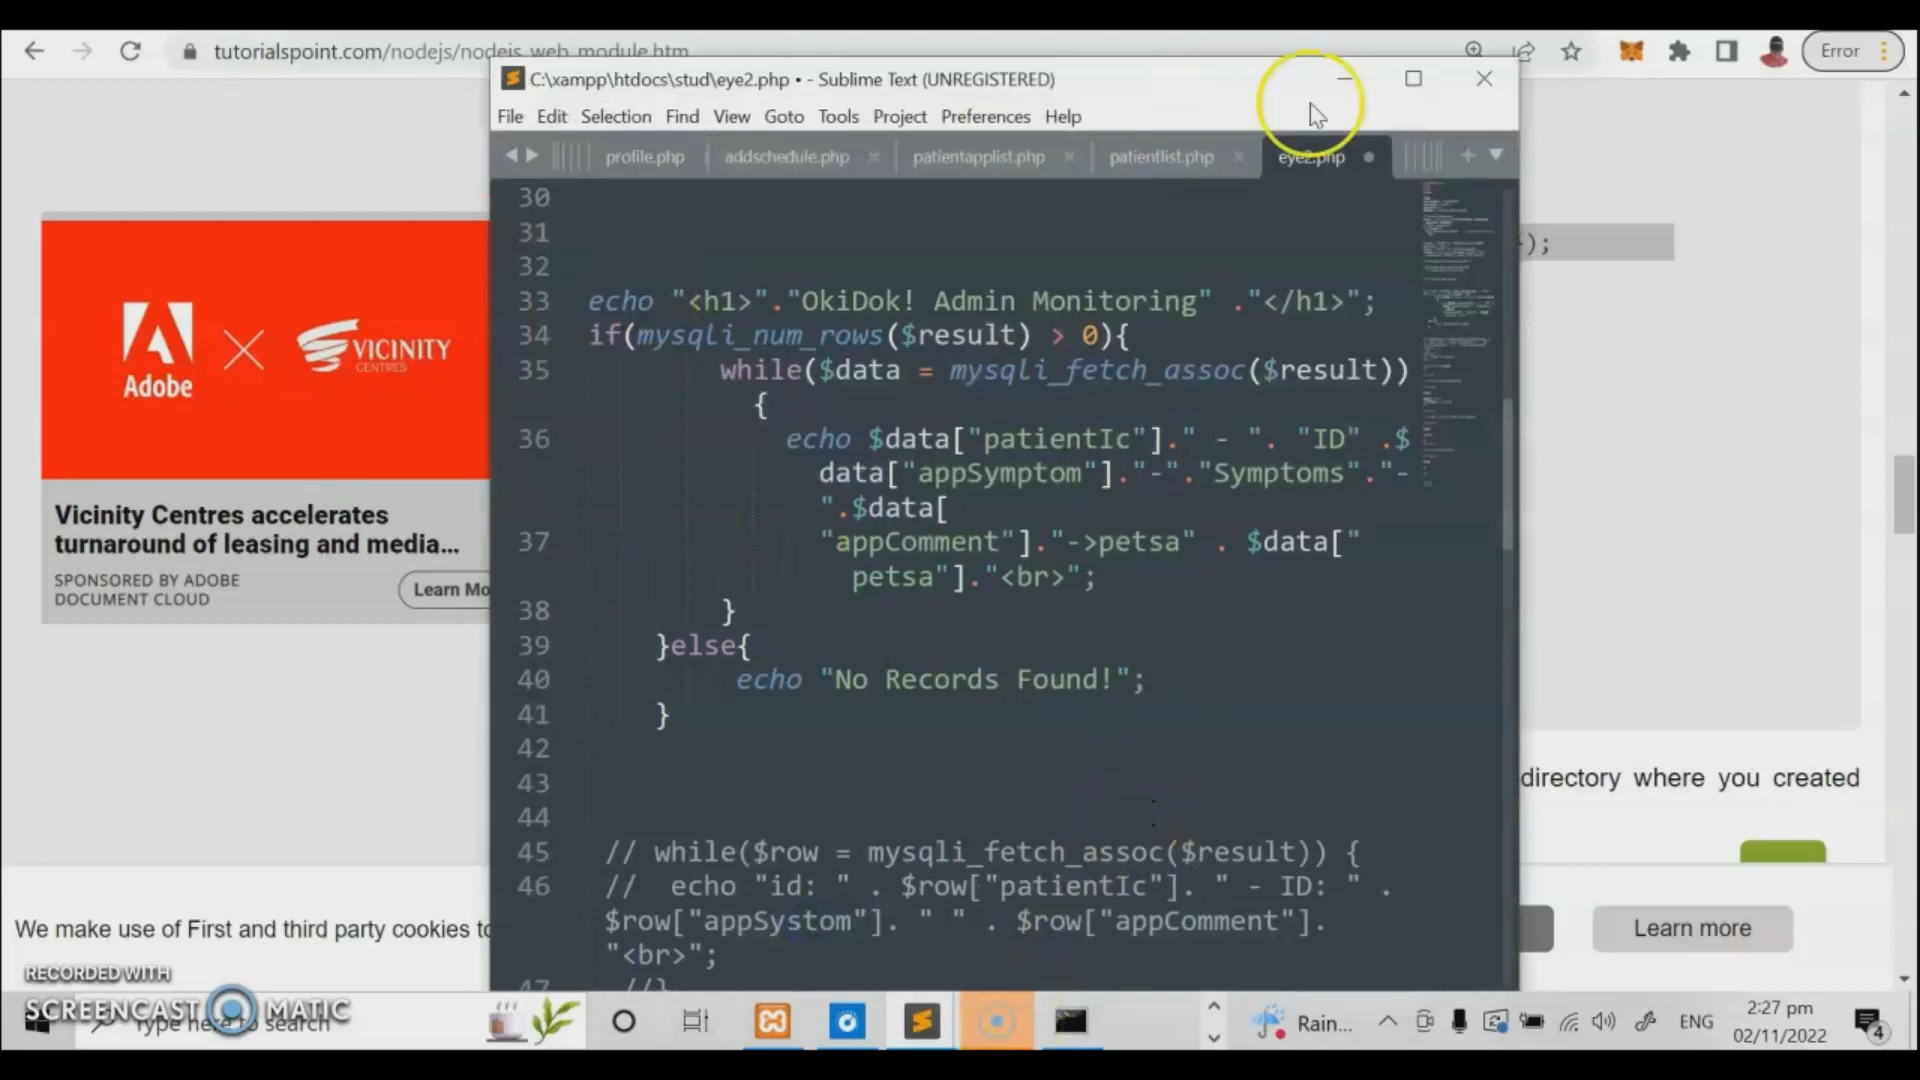 tutorialspoint.com/nodejs/nodejs_web_module.htm
Error
C:\xampp\htdocs\stud\eye2.php • - Sublime Text (UNREGISTERED)
File Edit Selection Find View Goto Tools Project Preferences Help
profile.php addschedule.php patientapplist.php patientlist.php eye2.php
30
31
32
33 echo "<h1>"."OkiDok! Admin Monitoring" ."</h1>";
34 if(mysqli_num_rows($result) > 0){
35 while($data = mysqli_fetch_assoc($result))
{
36 echo $data["patientIc"]." - ". "ID" .$
data["appSymptom"]."-"."Symptoms"."-
".$data[
37 "appComment"]."->petsa" . $data["
petsa"]."<br>";
38 }
39 }else{
40 echo "No Records Found!";
41 }
42
43
44
45 // while($row = mysqli_fetch_assoc($result)) {
46 // echo "id: " . $row["patientIc"]. " - ID: " .
$row["appSystom"]. " " . $row["appComment"].
"<br>";
47 //}
);
Adobe
VICINITY
CENTRES
Vicinity Centres accelerates
turnaround of leasing and media...
SPONSORED BY ADOBE
DOCUMENT CLOUD
Learn Mo
directory where you created
We make use of First and third party cookies to
Learn more
RECORDED WITH
SCREENCAST MATIC
Type here to search
Rain...
ENG
2:27 pm
02/11/2022
4